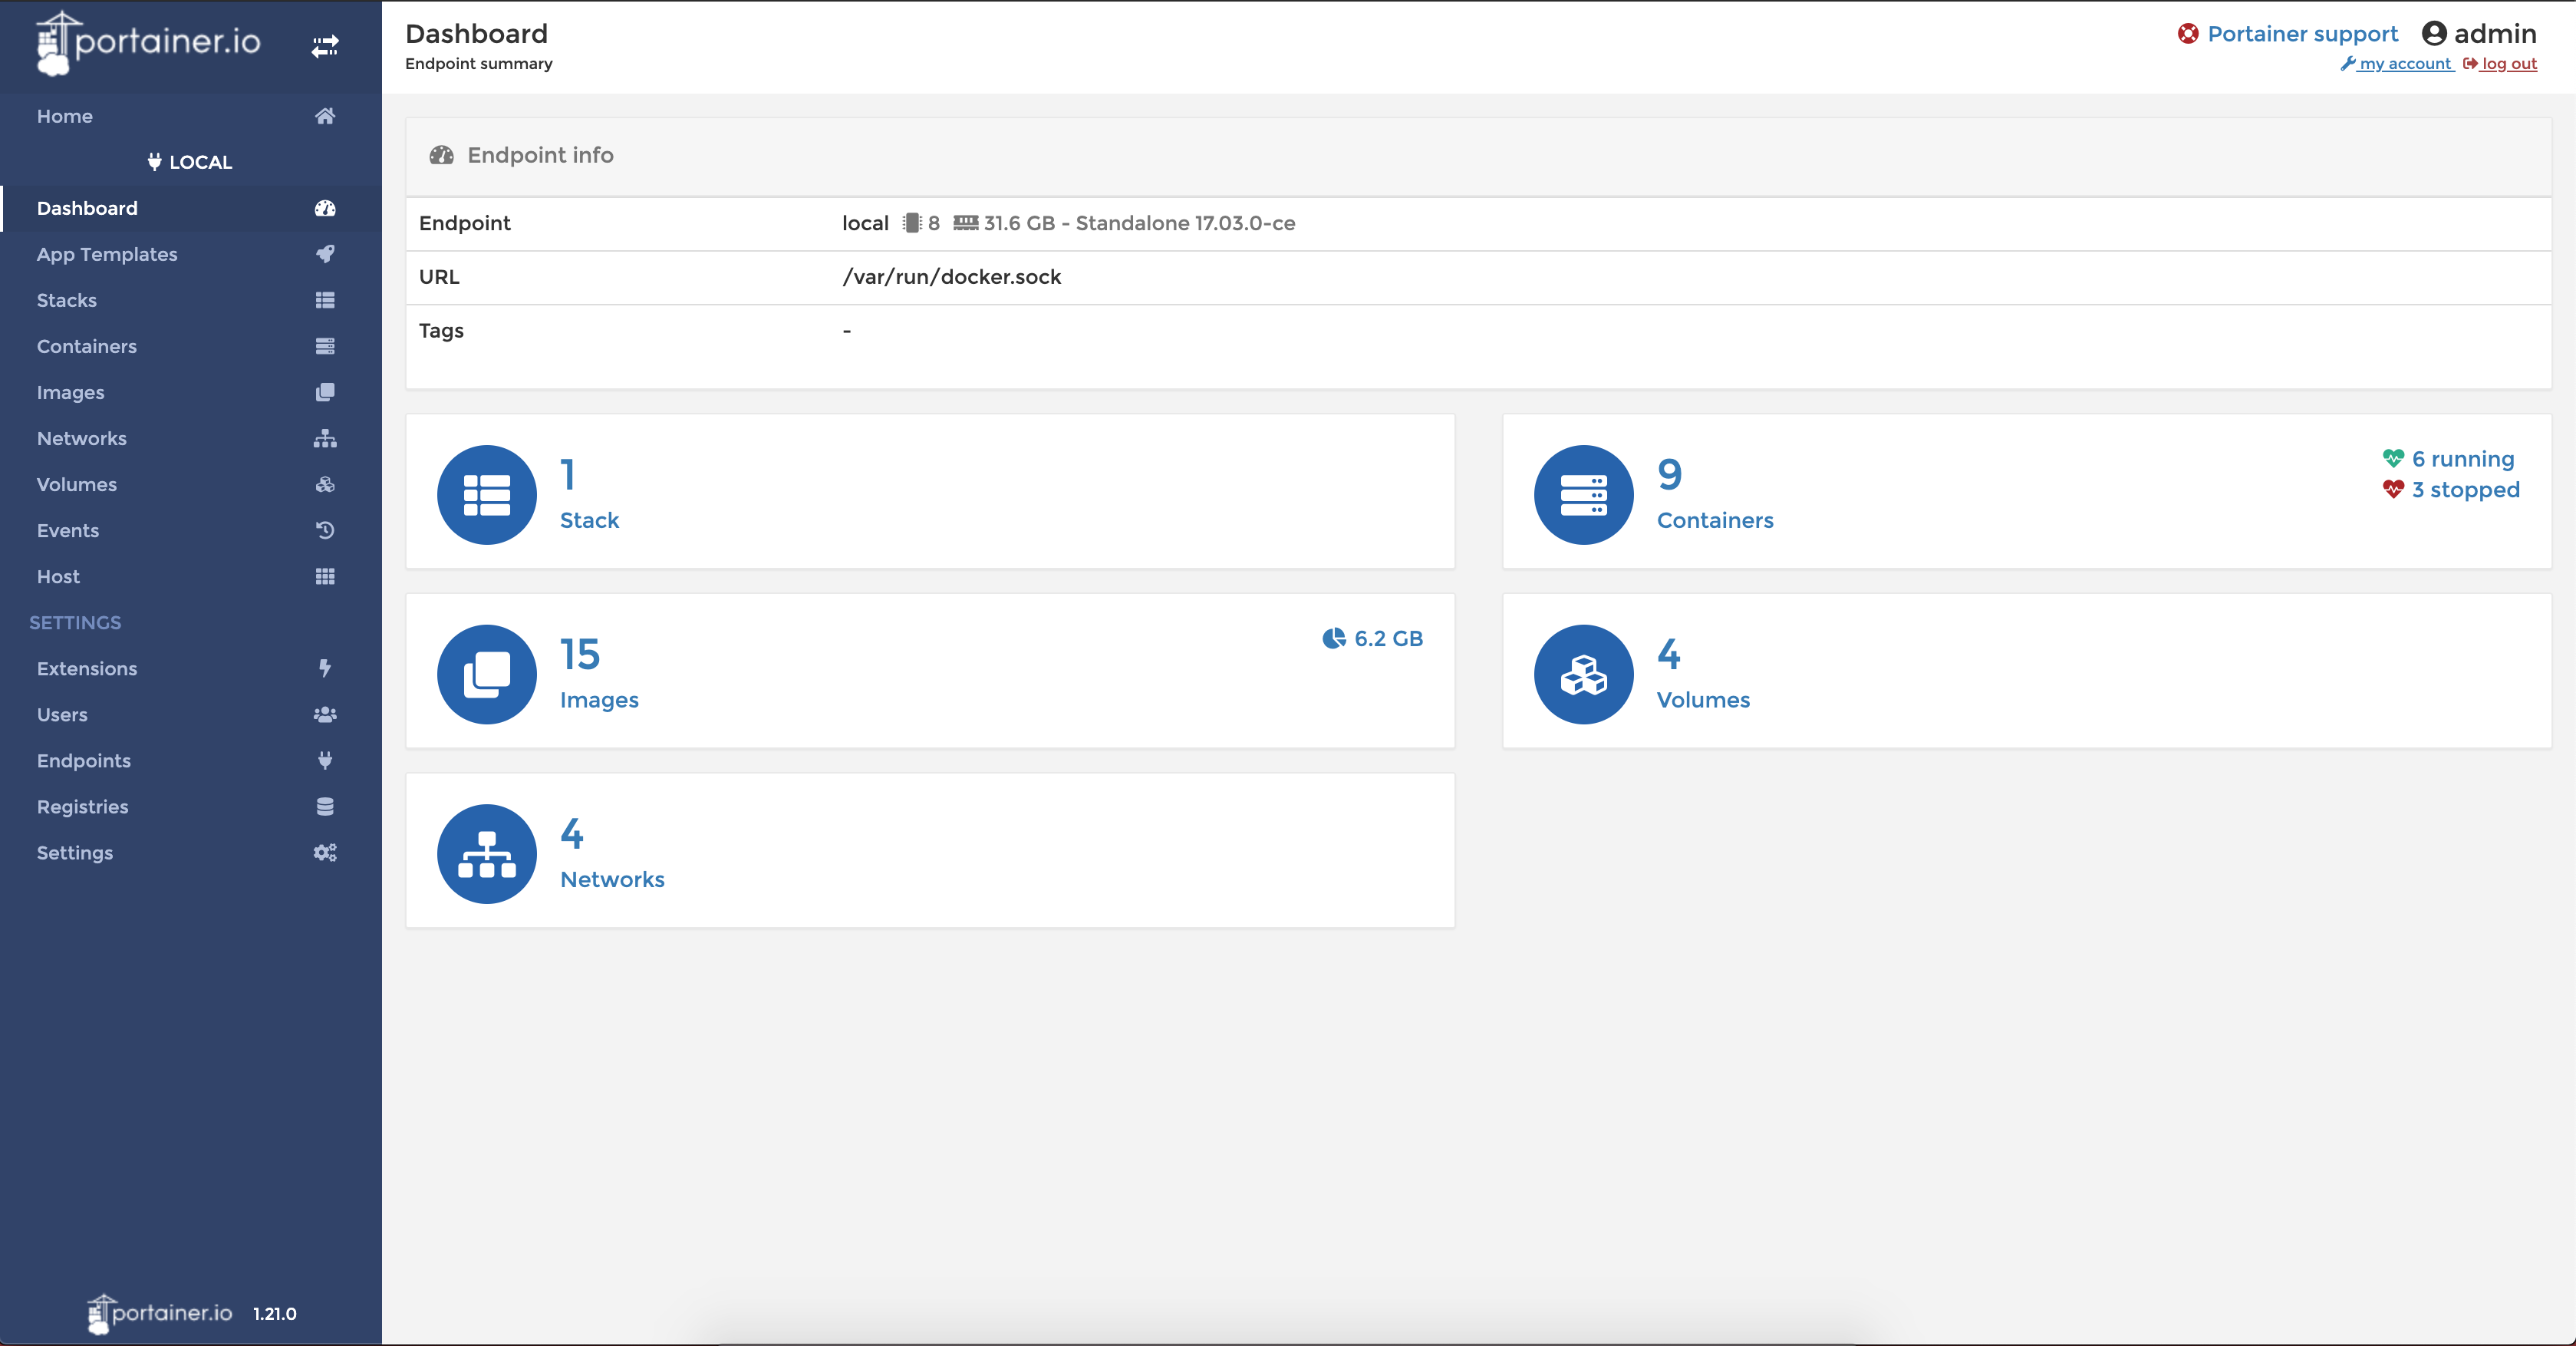 portainer.io
Home
LOCAL
Dashboard
App Templates
Stacks
Containers
Images
Networks
Volumes
Events
Host
SETTINGS
Extensions
Users
Endpoints
Registries
Settings
portainer.io 1.21.0
Dashboard
Endpoint summary
Portainer support admin
my account log out
Endpoint info
Endpoint local 8 31.6 GB - Standalone 17.03.0-ce
URL /var/run/docker.sock
Tags -
1
Stack
9
Containers
6 running
3 stopped
15
Images
6.2 GB
4
Volumes
4
Networks